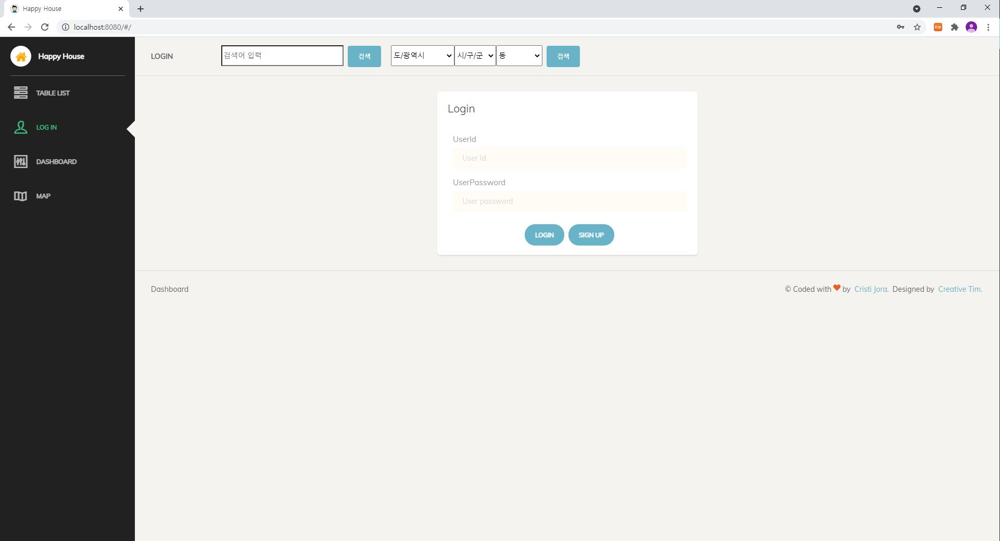 Happy House
localhost:8080/#/
Happy House
LOGIN
검색어 입력
검색
도/광역시
시/구/군
동
검색
TABLE LIST
LOG IN
DASHBOARD
MAP
Login
UserId
User Id
UserPassword
User password
LOGIN
SIGN UP
Dashboard
© Coded with ❤ by Cristi Jora. Designed by Creative Tim.